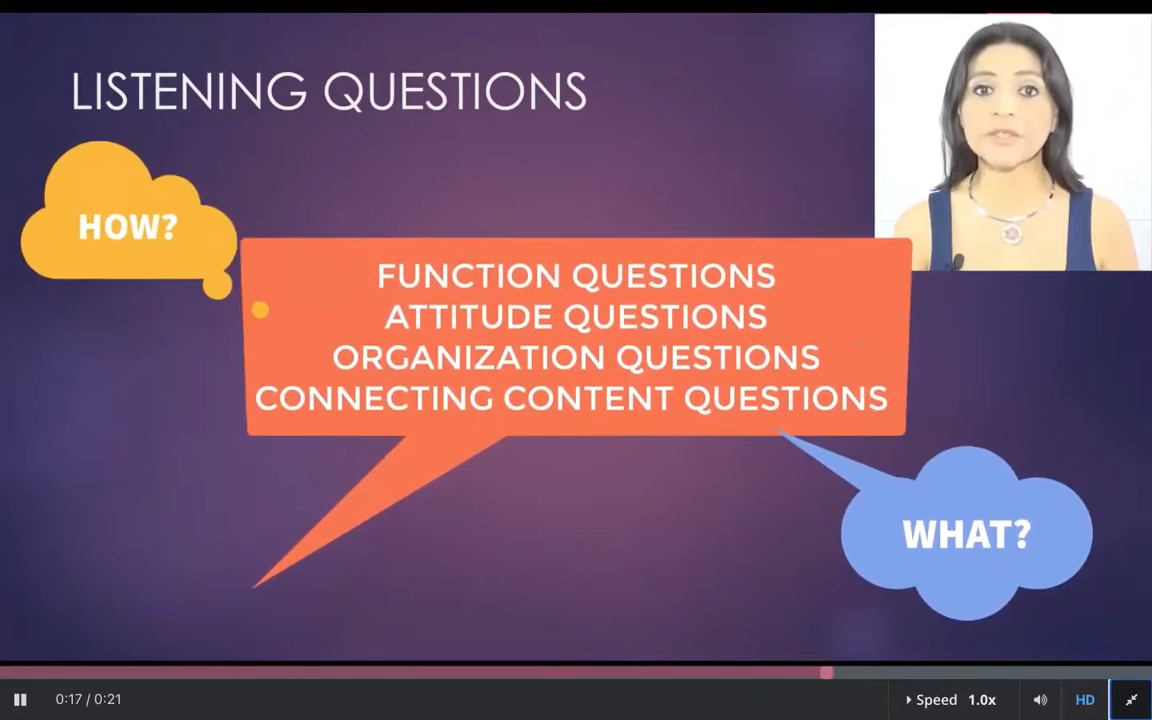 LISTENING QUESTIONS
HOW?
FUNCTION QUESTIONS
ATTITUDE QUESTIONS
ORGANIZATION QUESTIONS
CONNECTING CONTENT QUESTIONS
WHAT?
0:17 / 0:21
Speed 1.0x
HD